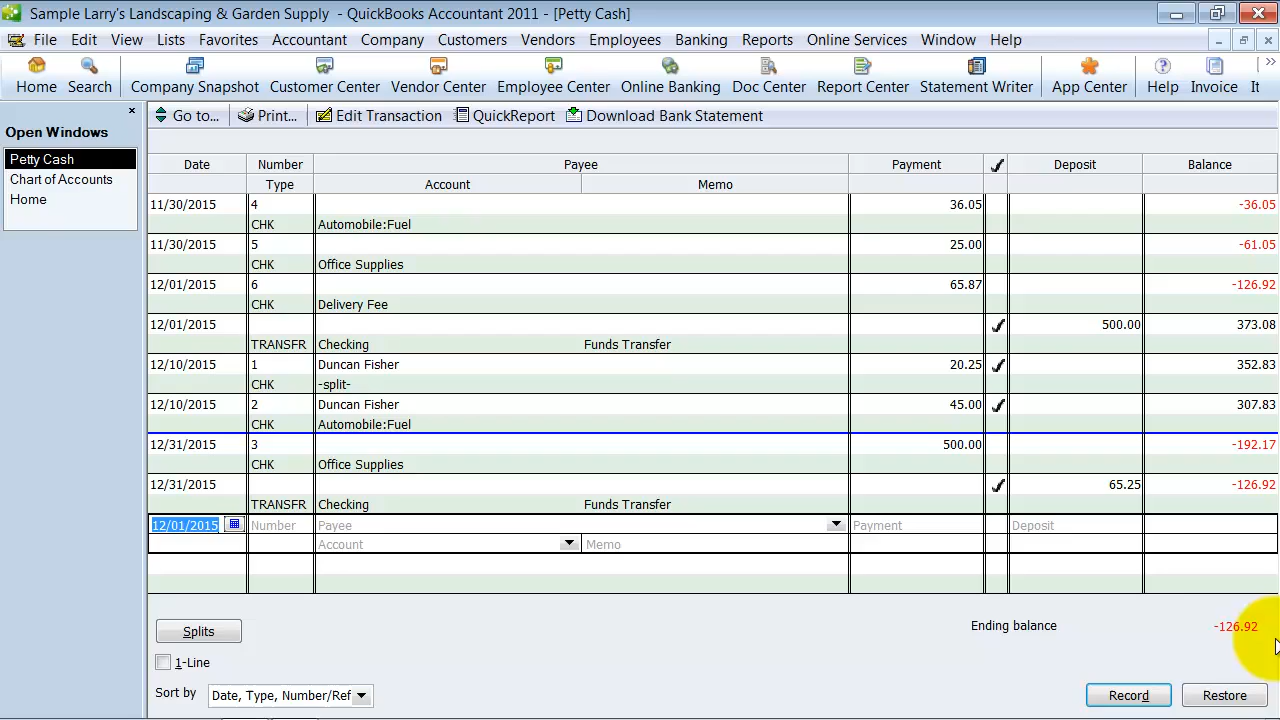 Sample Larry's Landscaping & Garden Supply - QuickBooks Accountant 2011 - [Petty Cash]
File Edit View Lists Favorites Accountant Company Customers Vendors Employees Banking Reports Online Services Window Help
Home Search Company Snapshot Customer Center Vendor Center Employee Center Online Banking Doc Center Report Center Statement Writer App Center Help Invoice It
Open Windows
Petty Cash
Chart of Accounts
Home
Go to... Print... Edit Transaction QuickReport Download Bank Statement
Date Number Payee Payment ✓ Deposit Balance
Type Account Memo
11/30/2015 4 36.05 -36.05
CHK Automobile:Fuel
11/30/2015 5 25.00 -61.05
CHK Office Supplies
12/01/2015 6 65.87 -126.92
CHK Delivery Fee
12/01/2015 ✓ 500.00 373.08
TRANSFR Checking Funds Transfer
12/10/2015 1 Duncan Fisher 20.25 ✓ 352.83
CHK -split-
12/10/2015 2 Duncan Fisher 45.00 ✓ 307.83
CHK Automobile:Fuel
12/31/2015 3 500.00 -192.17
CHK Office Supplies
12/31/2015 ✓ 65.25 -126.92
TRANSFR Checking Funds Transfer
12/01/2015 Number Payee Payment Deposit
Account Memo
Splits
Ending balance -126.92
1-Line
Sort by Date, Type, Number/Ref
Record Restore